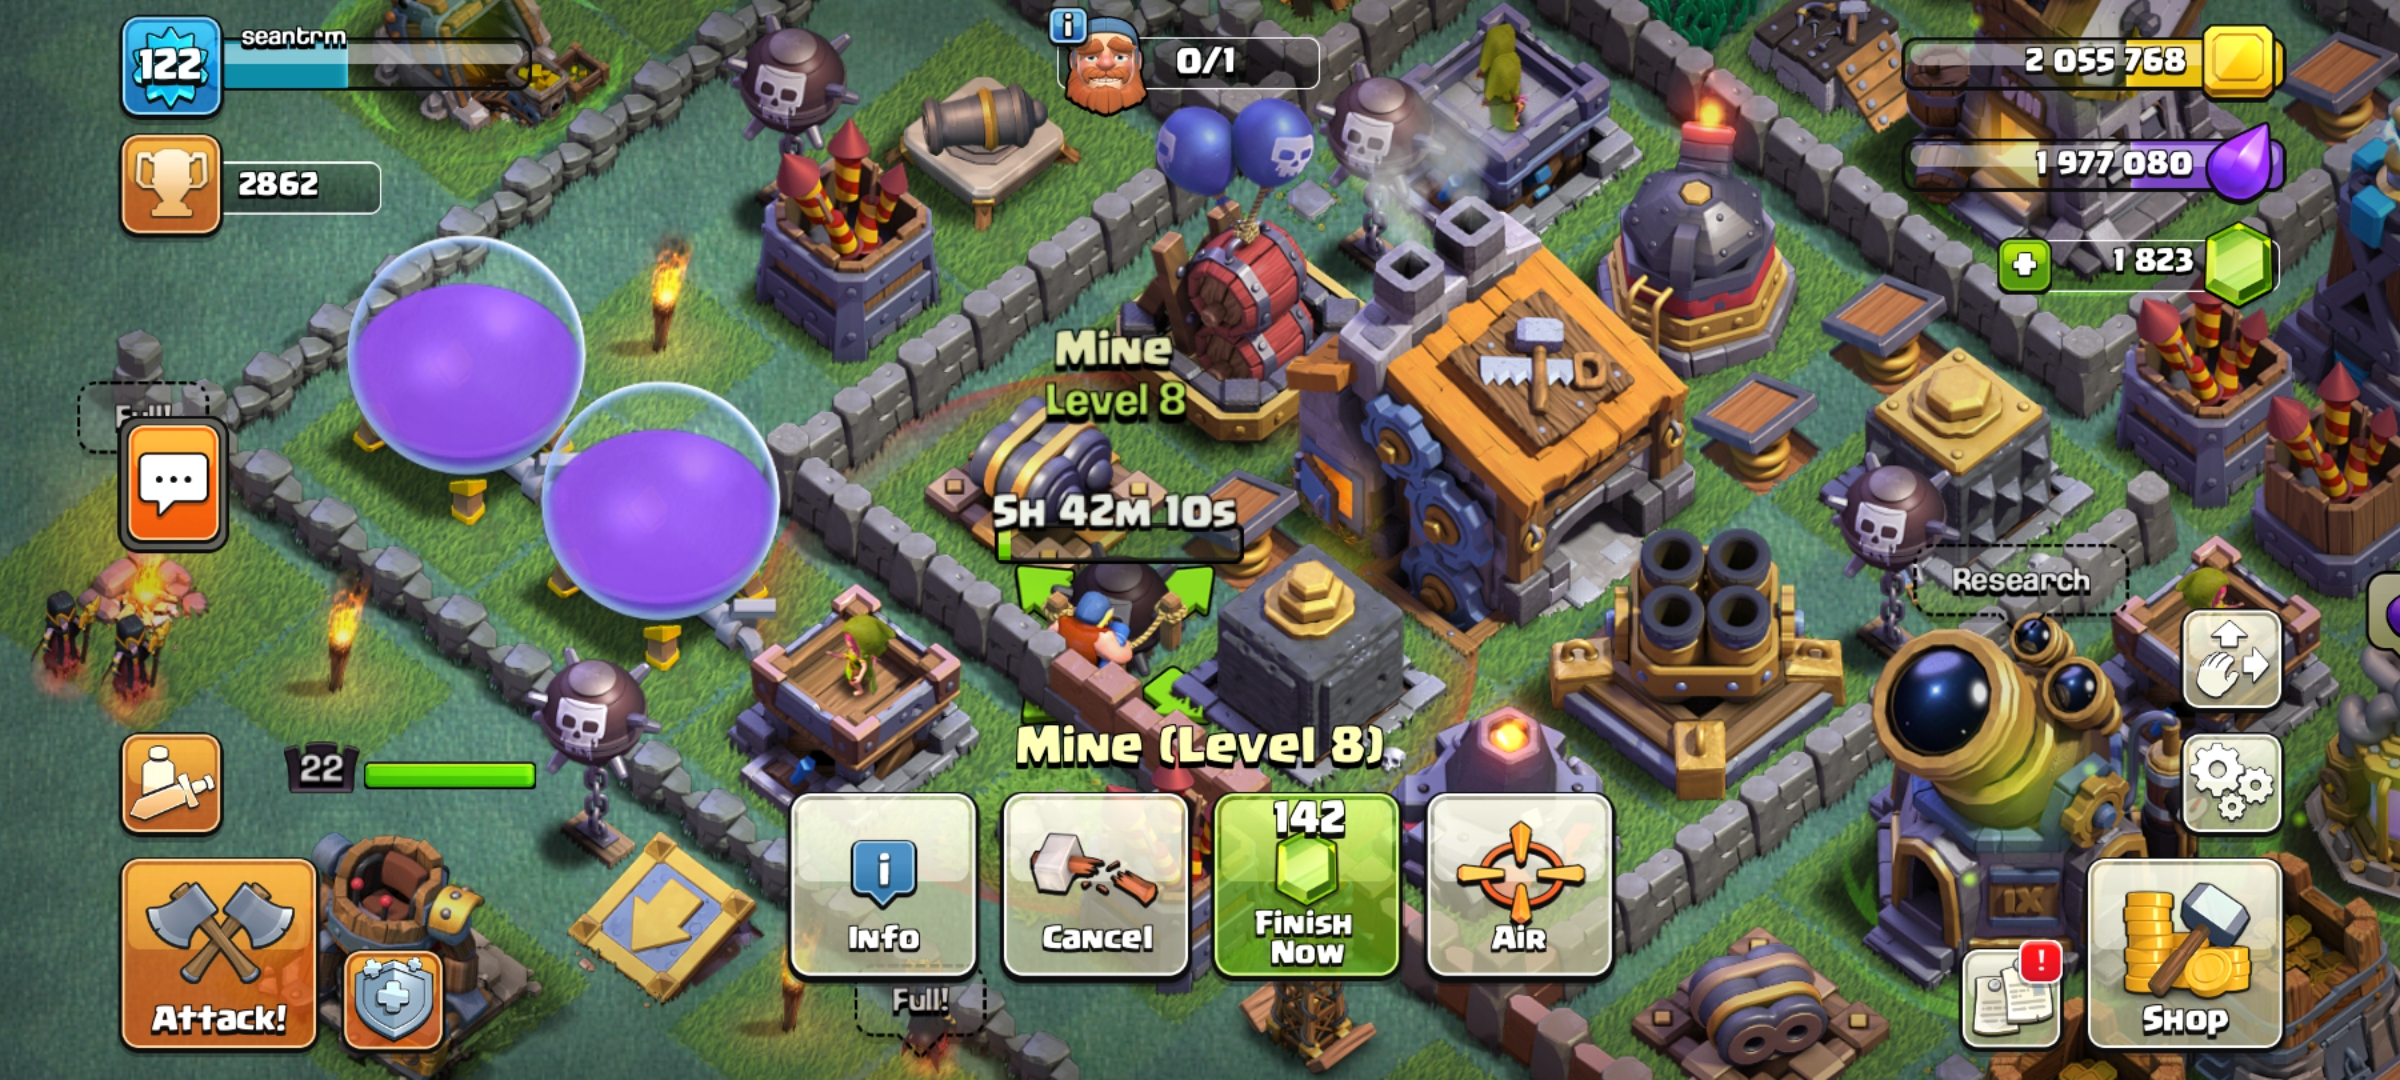 122
seantrm
0/1
2 055 768
2862
1 977 080
1 823
Mine
Level 8
Full!
5H 42M 10s
Research
Mine (Level 8)
22
142
Info
Cancel
Finish
Now
Air
IX
Full!
Attack!
Shop